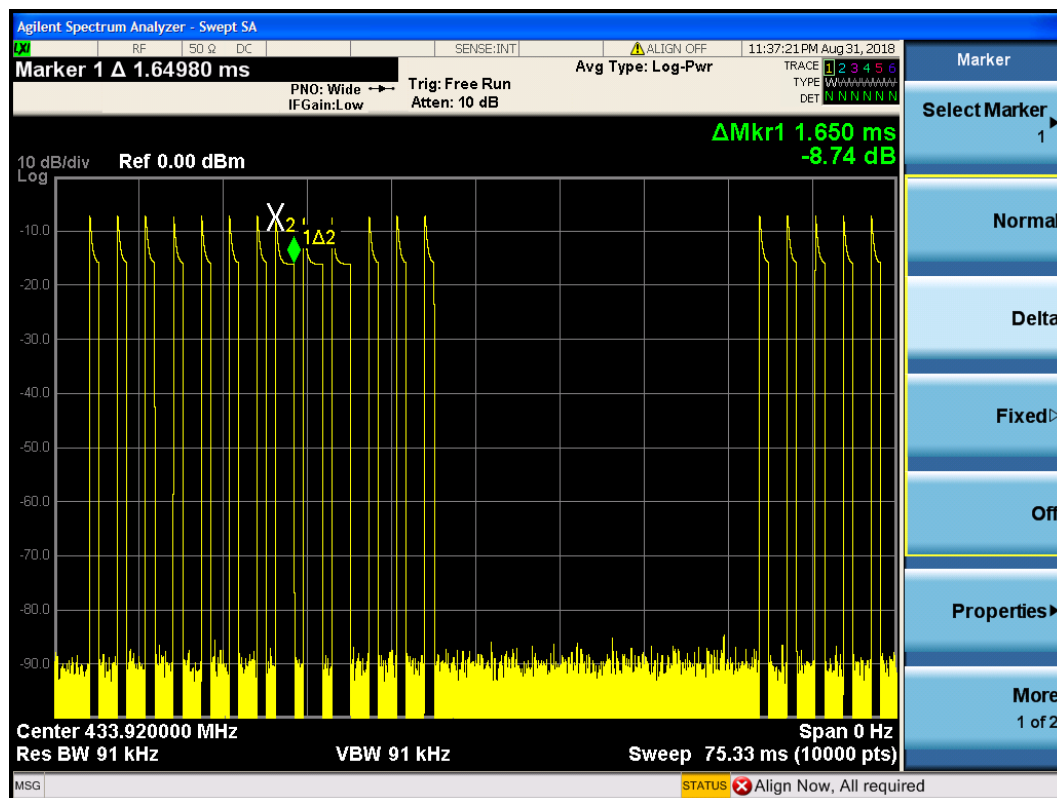 Agilent Spectrum Analyzer - Swept SA
LXI RF 50 Ω DC SENSE:INT ALIGN OFF 11:37:21 PM Aug 31, 2018
Marker 1 Δ 1.64980 ms
PNO: Wide
IFGain:Low
Trig: Free Run
Atten: 10 dB
Avg Type: Log-Pwr
TRACE 1 2 3 4 5 6
TYPE
DET N N N N N N
ΔMkr1 1.650 ms
-8.74 dB
10 dB/div Ref 0.00 dBm
Log
X2
1Δ2
-10.0
-20.0
-30.0
-40.0
-50.0
-60.0
-70.0
-80.0
-90.0
Center 433.920000 MHz Span 0 Hz
Res BW 91 kHz VBW 91 kHz Sweep 75.33 ms (10000 pts)
MSG STATUS Align Now, All required
Marker
Select Marker
1
Normal
Delta
Fixed
Off
Properties
More
1 of 2